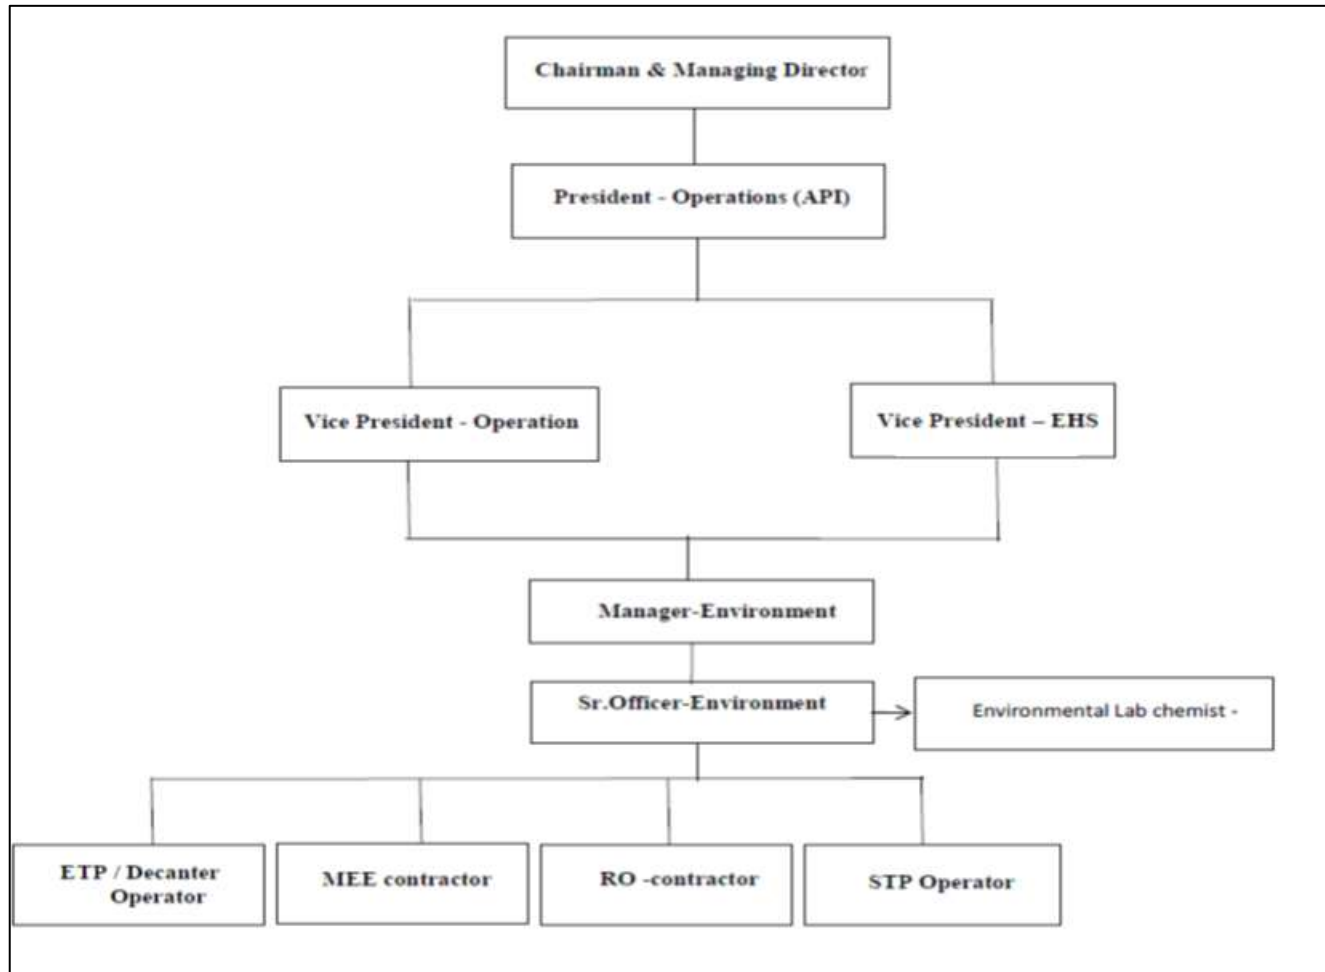 Chairman & Managing Director
President - Operations (API)
Vice President - Operation
Vice President – EHS
Manager-Environment
Sr.Officer-Environment
Environmental Lab chemist -
ETP / Decanter
Operator
MEE contractor
RO -contractor
STP Operator